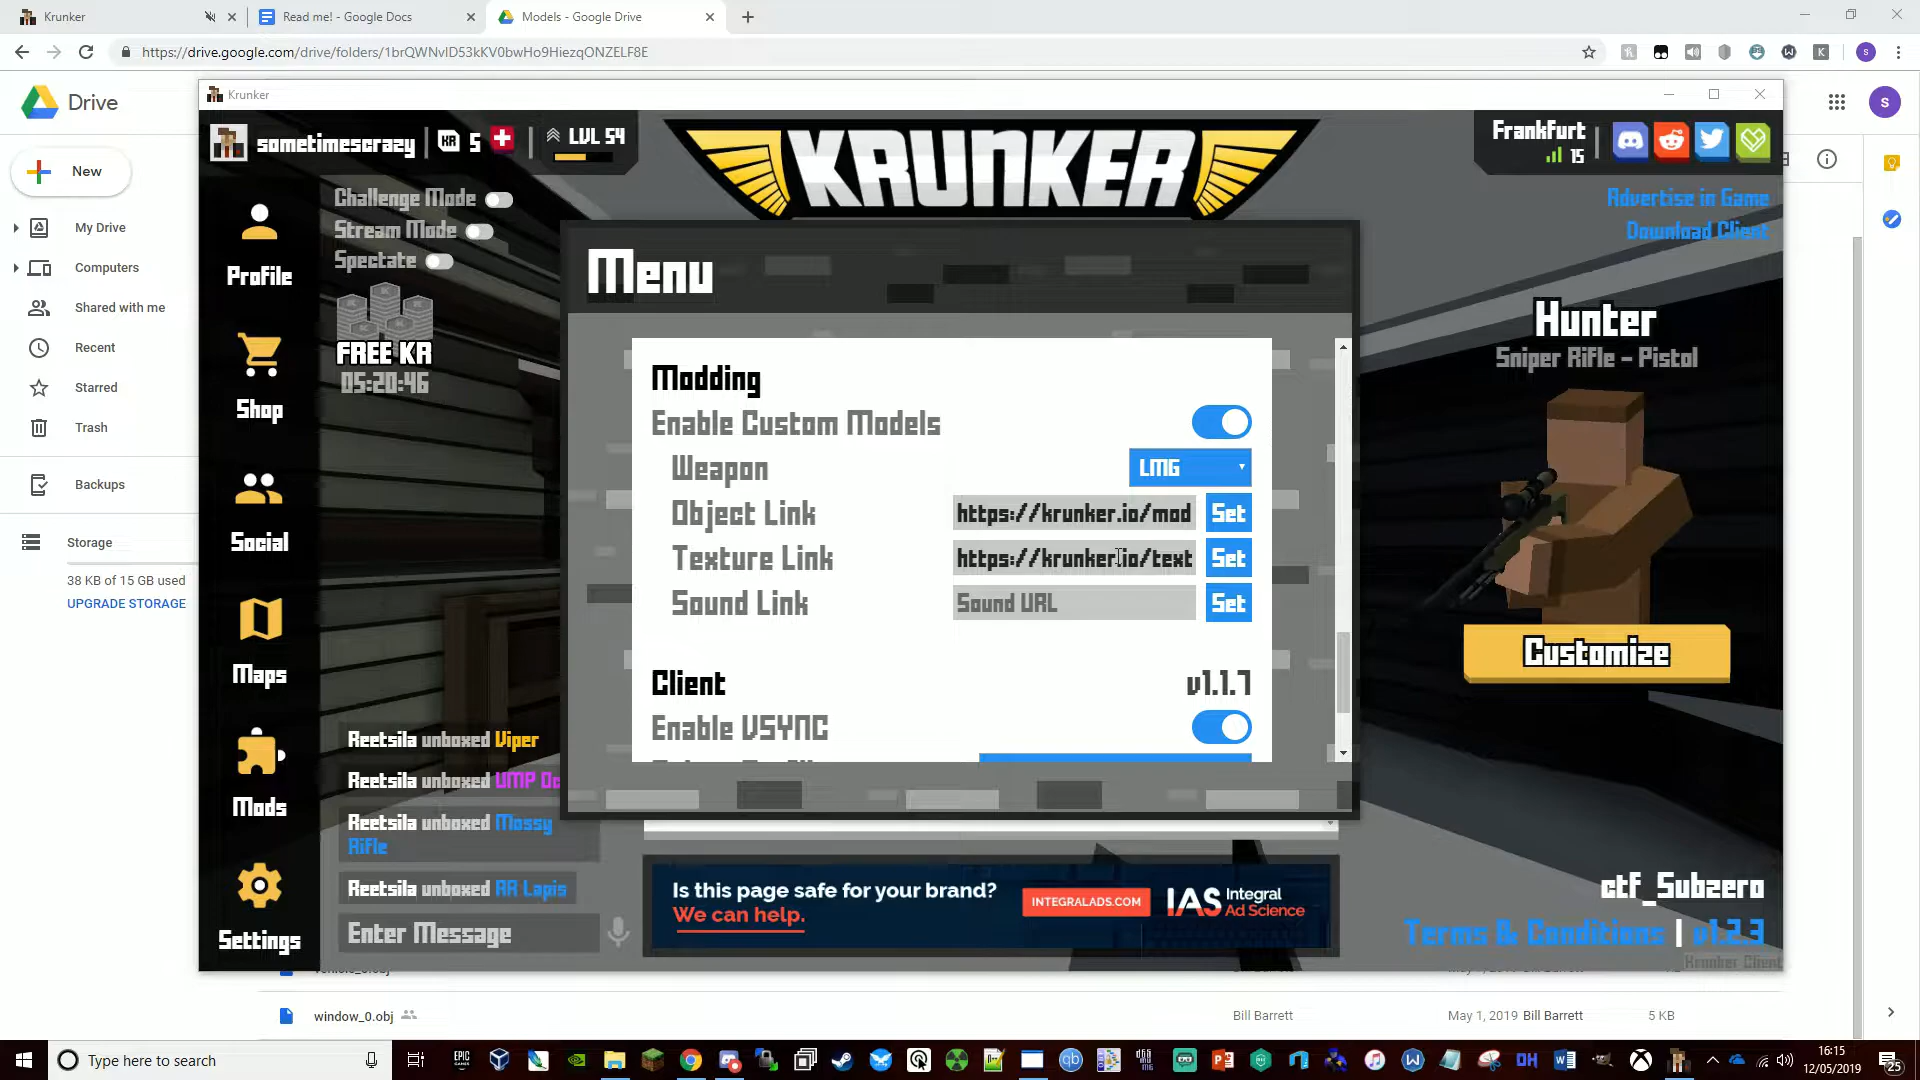 Krunker
Read me! - Google Docs
Models - Google Drive
https://drive.google.com/drive/folders/1brQWNvlD53kKV0bwHo9HiezqONZELF8E
Drive
New
My Drive
Computers
Shared with me
Recent
Starred
Trash
Backups
Storage
38 KB of 15 GB used
UPGRADE STORAGE
Krunker
sometimescrazy
KR 5
LVL 54
KRUNKER
Frankfurt
15
Advertise in Game
Download Client
Challenge Mode
Stream Mode
Spectate
FREE KR
05:20:46
Profile
Shop
Social
Maps
Mods
Settings
Menu
Modding
Enable Custom Models
Weapon
LMG
Object Link
https://krunker.io/mod
Set
Texture Link
https://krunker.io/text
Set
Sound Link
Sound URL
Set
Client
v1.1.7
Enable VSYNC
Hunter
Sniper Rifle - Pistol
Customize
Reetsila unboxed Viper
Reetsila unboxed UMP Oc
Reetsila unboxed Mossy
Rifle
Reetsila unboxed AR Lapis
Enter Message
Is this page safe for your brand?
We can help.
INTEGRALADS.COM
IAS Integral
Ad Science
ctf_Subzero
Terms & Conditions | v1.2.3
Krunker Client
window_0.obj
Bill Barrett
May 1, 2019 Bill Barrett
5 KB
Type here to search
16:15
12/05/2019
25